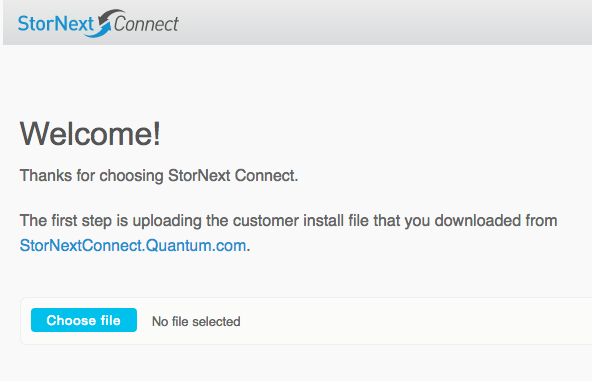 StorNext Connect
Welcome!
Thanks for choosing StorNext Connect.
The first step is uploading the customer install file that you downloaded from
StorNextConnect.Quantum.com.
Choose file No file selected